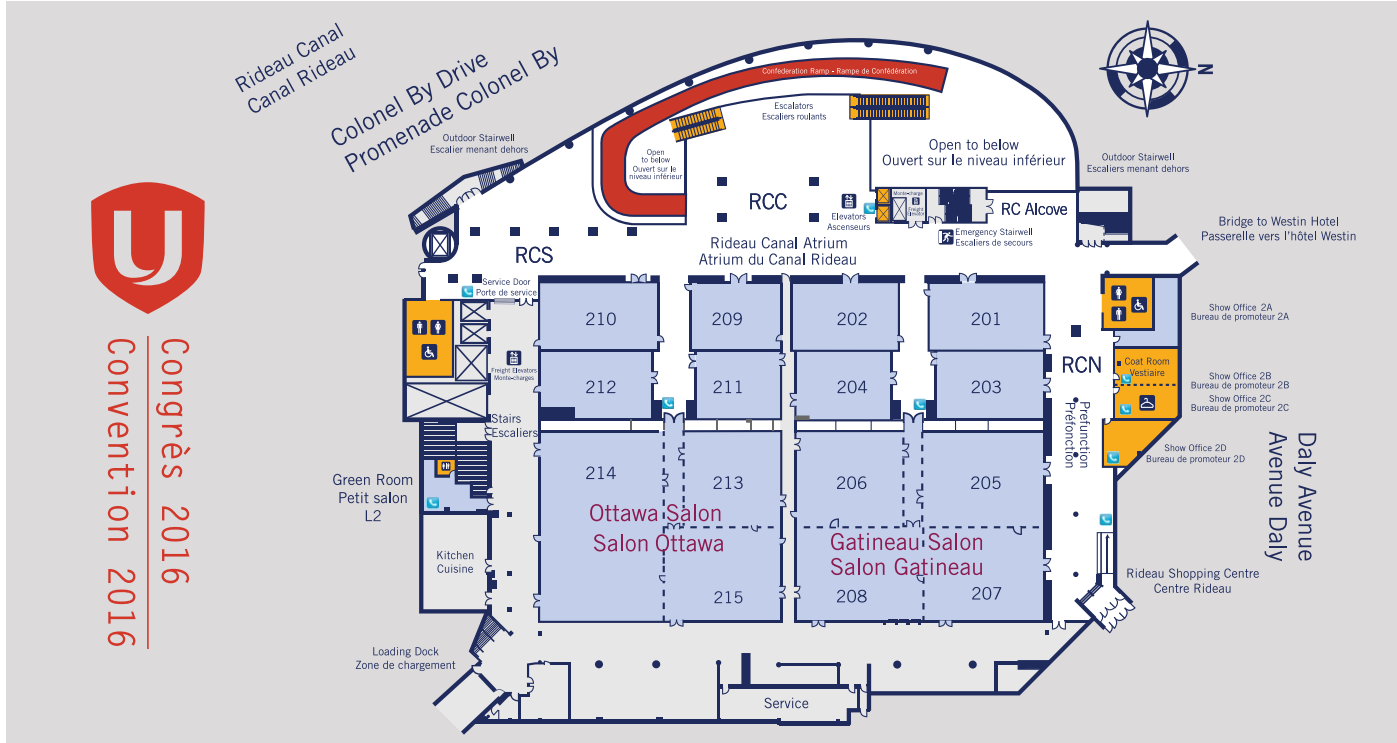 Rideau Canal
Canal Rideau
Colonel By Drive
Promenade Colonel By
Confederation Ramp - Rampe de Confédération
Escalators
Escaliers roulants
N
Outdoor Stairwell
Escalier menant dehors
Open
to below
Ouvert sur le
niveau inférieur
Open to below
Ouvert sur le niveau inférieur
Outdoor Stairwell
Escaliers menant dehors
U
Congrès 2016
Convention 2016
RCC
Elevators
Ascenseurs
Monte-charge
Freight
Elevator
RC Alcove
Emergency Stairwell
Escaliers de secours
Bridge to Westin Hotel
Passerelle vers l'hôtel Westin
RCS
Rideau Canal Atrium
Atrium du Canal Rideau
Service Door
Porte de service
210
209
202
201
Show Office 2A
Bureau de promoteur 2A
Freight Elevators
Monte-charges
212
211
204
203
RCN
Coat Room
Vestiaire
Show Office 2B
Bureau de promoteur 2B
Show Office 2C
Bureau de promoteur 2C
Prefunction
Préfonction
Stairs
Escaliers
Show Office 2D
Bureau de promoteur 2D
Daly Avenue
Avenue Daly
Green Room
Petit salon
L2
214
213
206
205
Ottawa Salon
Salon Ottawa
Gatineau Salon
Salon Gatineau
Kitchen
Cuisine
215
208
207
Rideau Shopping Centre
Centre Rideau
Loading Dock
Zone de chargement
Service